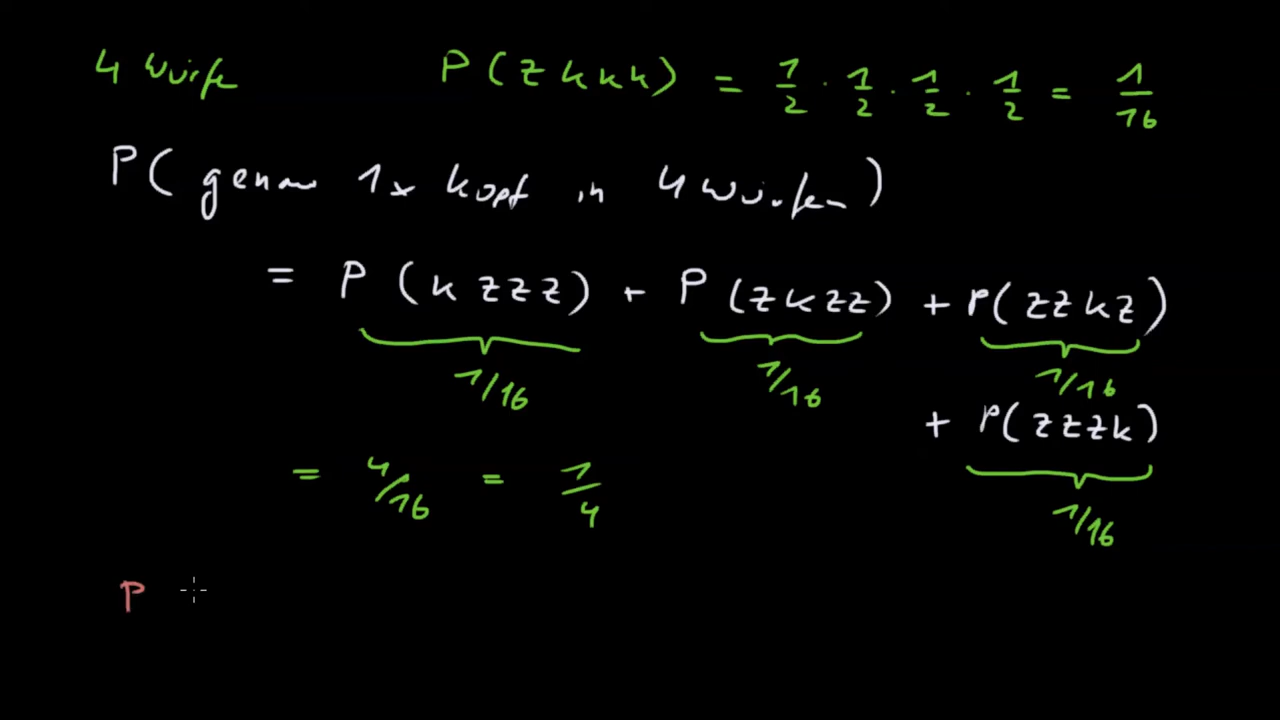 4 Würfe P(ZKKK) = 1/2 · 1/2 · 1/2 · 1/2 = 1/16
P(genau 1x Kopf in 4 Würfen)
= P(KZZZ) + P(ZKZZ) + P(ZZKZ)
1/16 1/16 1/16
+ P(ZZZK)
= 4/16 = 1/4
1/16
P